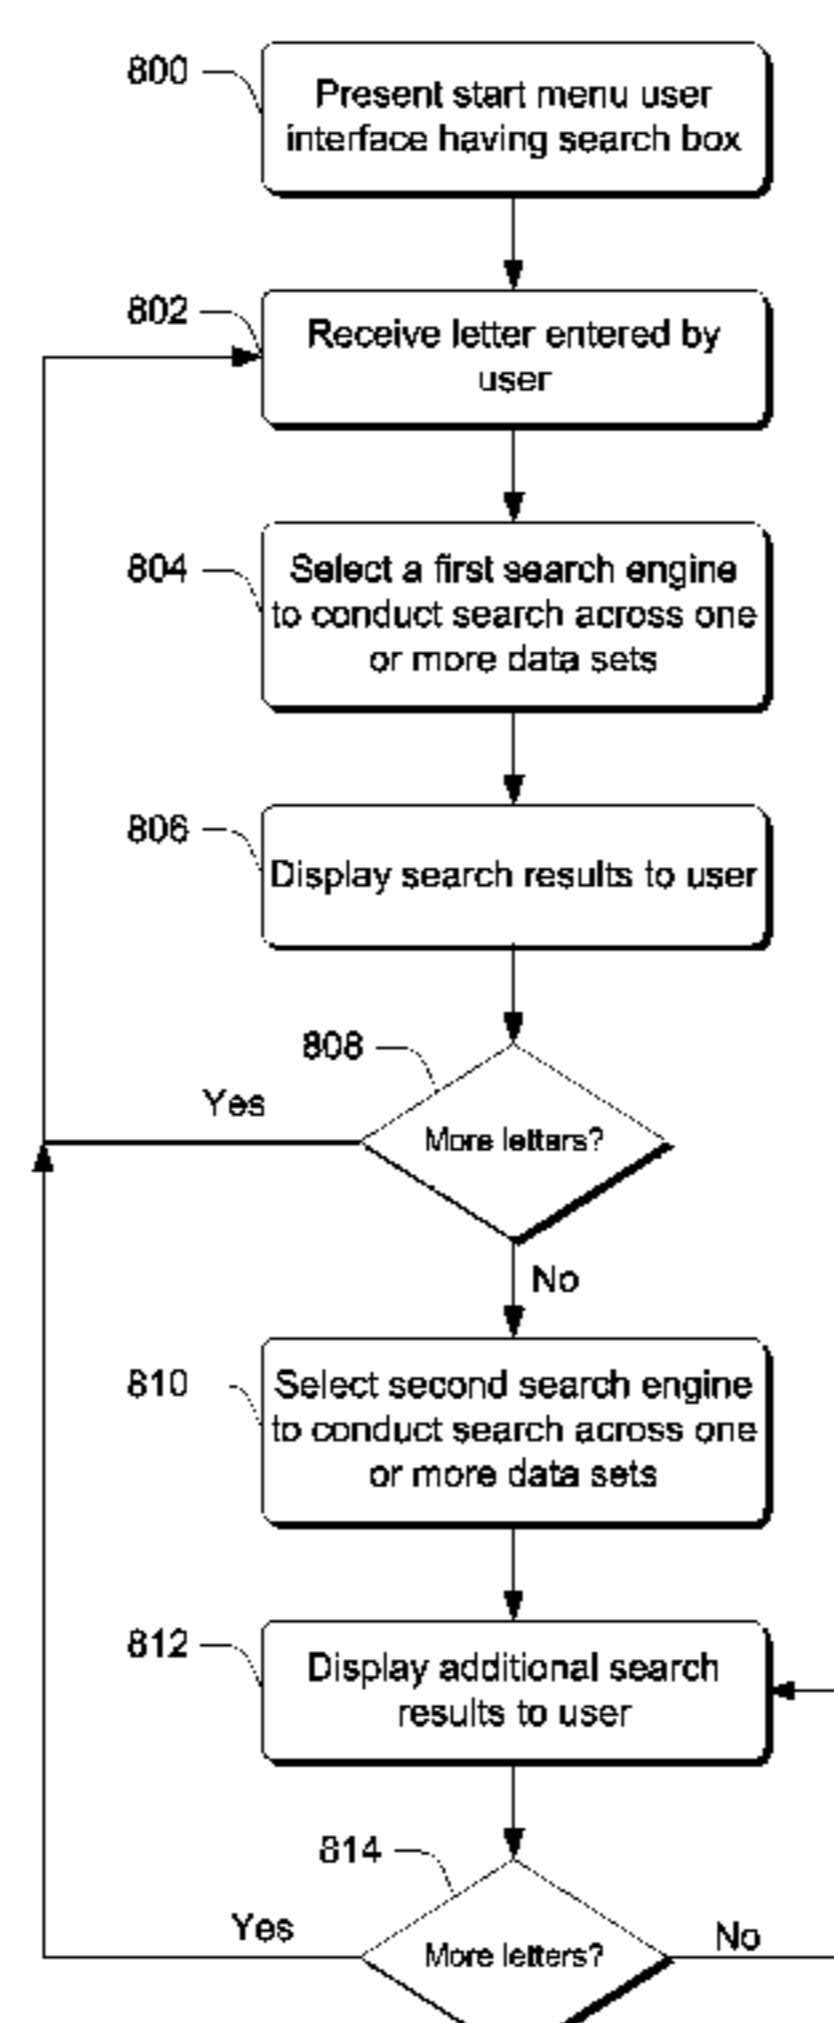 800
Present start menu user
interface having search box
802
Receive letter entered by
user
804
Select a first search engine
to conduct search across one
or more data sets
806
Display search results to user
808
Yes
More letters?
No
810
Select second search engine
to conduct search across one
or more data sets
812
Display additional search
results to user
814
Yes
More letters?
No